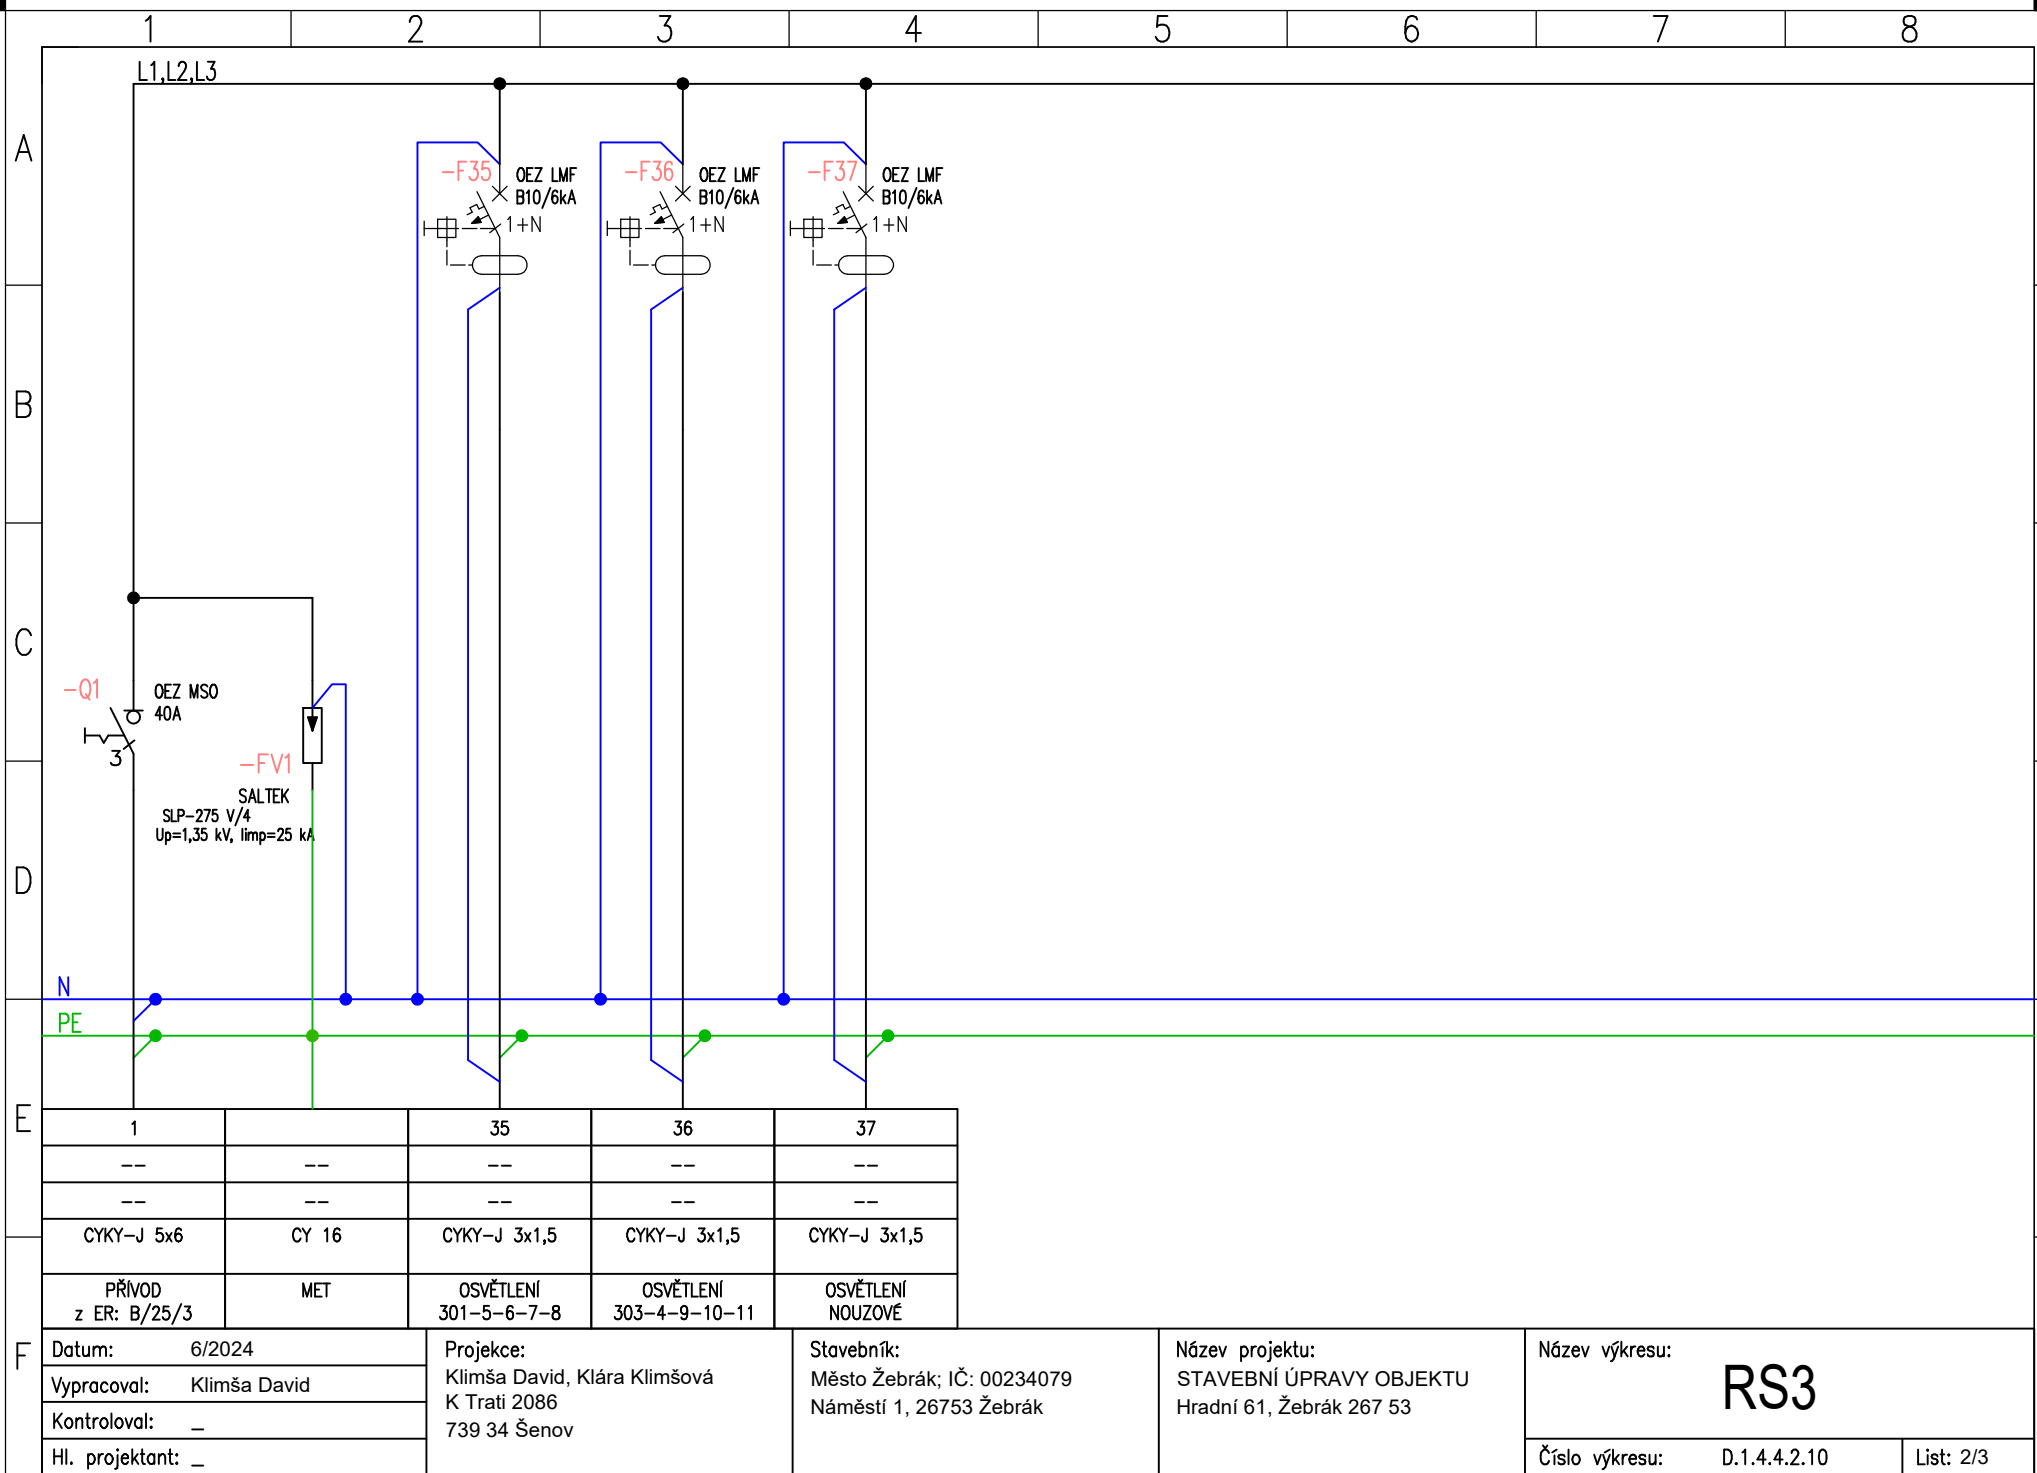 1 2 3 4 5 6 7 8
L1,L2,L3
A
-F35 OEZ LMF
B10/6kA
1+N
-F36 OEZ LMF
B10/6kA
1+N
-F37 OEZ LMF
B10/6kA
1+N
B
C
-Q1 OEZ MSO
40A
3
-FV1
SALTEK
SLP-275 V/4
Up=1,35 kV, Iimp=25 kA
D
N
PE
E
1 35 36 37
-- -- -- -- --
-- -- -- -- --
CYKY-J 5x6 CY 16 CYKY-J 3x1,5 CYKY-J 3x1,5 CYKY-J 3x1,5
PŘÍVOD
z ER: B/25/3
MET
OSVĚTLENÍ
301-5-6-7-8
OSVĚTLENÍ
303-4-9-10-11
OSVĚTLENÍ
NOUZOVÉ
F
Datum: 6/2024
Vypracoval: Klimša David
Kontroloval: _
Hl. projektant: _
Projekce:
Klimša David, Klára Klimšová
K Trati 2086
739 34 Šenov
Stavebník:
Město Žebrák; IČ: 00234079
Náměstí 1, 26753 Žebrák
Název projektu:
STAVEBNÍ ÚPRAVY OBJEKTU
Hradní 61, Žebrák 267 53
Název výkresu:
RS3
Číslo výkresu: D.1.4.4.2.10
List: 2/3